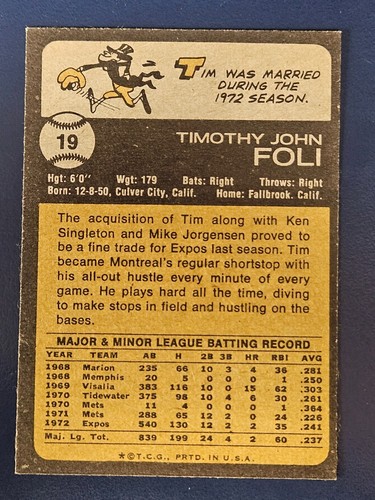 TIM WAS MARRIED
DURING THE
1972 SEASON.
19
TIMOTHY JOHN
FOLI
Hgt: 6'0" Wgt: 179 Bats: Right Throws: Right
Born: 12-8-50, Culver City, Calif. Home: Fallbrook, Calif.
The acquisition of Tim along with Ken
Singleton and Mike Jorgensen proved to
be a fine trade for Expos last season. Tim
became Montreal's regular shortstop with
his all-out hustle every minute of every
game. He plays hard all the time, diving
to make stops in field and hustling on the
bases.
MAJOR & MINOR LEAGUE BATTING RECORD
YEAR TEAM AB H 2B 3B HR RBI AVG
1968 Marion 235 66 10 3 4 36 .281
1968 Memphis 20 5 0 0 0 1 .250
1969 Visalia 383 116 10 0 15 62 .303
1970 Tidewater 375 98 10 4 6 30 .261
1970 Mets 11 4 0 0 0 1 .364
1971 Mets 288 65 12 2 0 24 .226
1972 Expos 540 130 12 2 2 35 .241
Maj. Lg. Tot. 839 199 24 4 2 60 .237
*©T.C.G., PRTD. IN U.S.A.